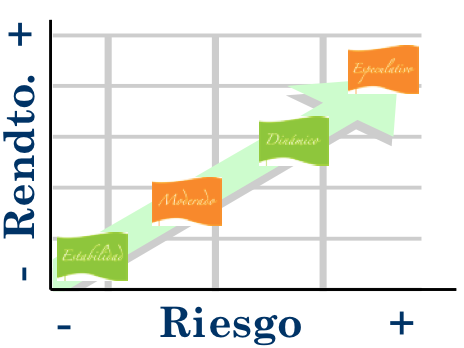 - Rendto. +
Especulativo
Dinámico
Moderado
Estabilidad
- Riesgo +